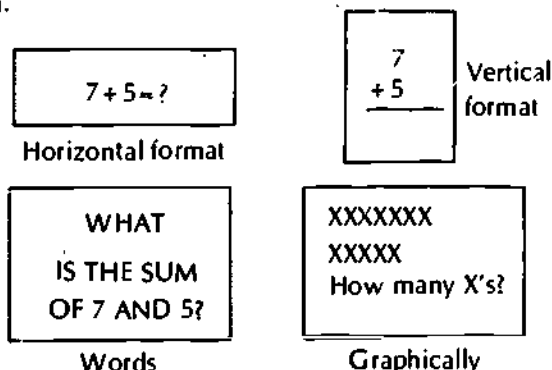 7 + 5 = ?
Horizontal format
7
+ 5
Vertical
format
WHAT
IS THE SUM
OF 7 AND 5?
Words
XXXXXXX
XXXXX
How many X's?
Graphically